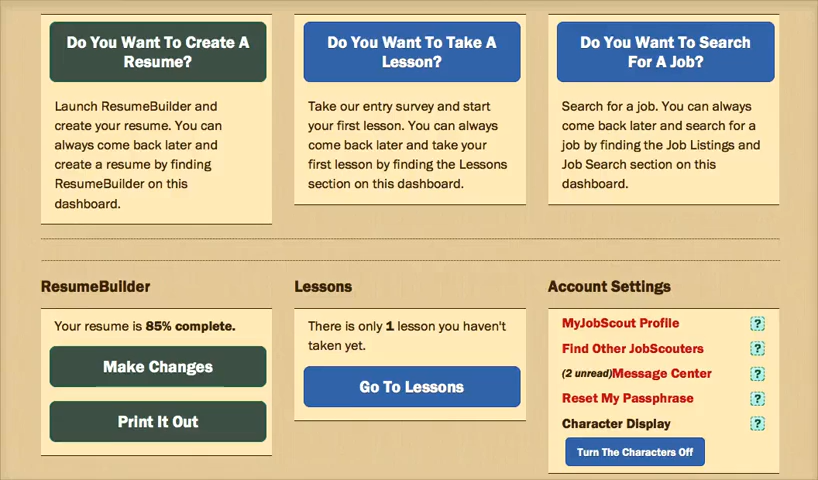 Do You Want To Create A
Resume?
Launch ResumeBuilder and
create your resume. You can
always come back later and
create a resume by finding
ResumeBuilder on this
dashboard.
Do You Want To Take A
Lesson?
Take our entry survey and start
your first lesson. You can always
come back later and take your
first lesson by finding the Lessons
section on this dashboard.
Do You Want To Search
For A Job?
Search for a job. You can always
come back later and search for a
job by finding the Job Listings and
Job Search section on this
dashboard.
ResumeBuilder
Your resume is 85% complete.
Make Changes
Print It Out
Lessons
There is only 1 lesson you haven't
taken yet.
Go To Lessons
Account Settings
MyJobScout Profile ?
Find Other JobScouters ?
(2 unread)Message Center ?
Reset My Passphrase ?
Character Display ?
Turn The Characters Off